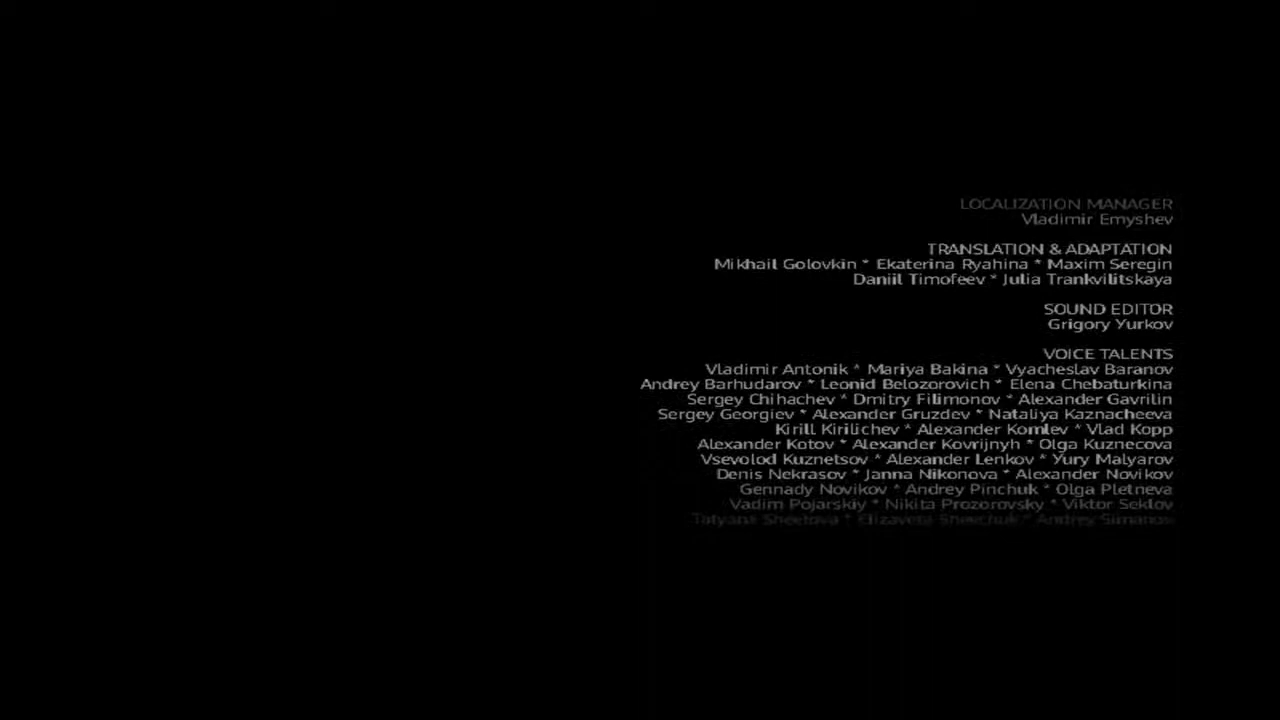 LOCALIZATION MANAGER
Vladimir Emyshev
TRANSLATION & ADAPTATION
Mikhail Golovkin * Ekaterina Ryahina * Maxim Seregin
Daniil Timofeev * Julia Trankvilitskaya
SOUND EDITOR
Grigory Yurkov
VOICE TALENTS
Vladimir Antonik * Mariya Bakina * Vyacheslav Baranov
Andrey Barhudarov * Leonid Belozorovich * Elena Chebaturkina
Sergey Chihachev * Dmitry Filimonov * Alexander Gavrilin
Sergey Georgiev * Alexander Gruzdev * Nataliya Kaznacheeva
Kirill Kirilichev * Alexander Komlev * Vlad Kopp
Alexander Kotov * Alexander Kovrijnyh * Olga Kuznecova
Vsevolod Kuznetsov * Alexander Lenkov * Yury Malyarov
Denis Nekrasov * Janna Nikonova * Alexander Novikov
Gennady Novikov * Andrey Pinchuk * Olga Pletneva
Vadim Pojarskiy * Nikita Prozorovsky * Viktor Seklov
Tatyana * Elizaveta * Andrey Simanov